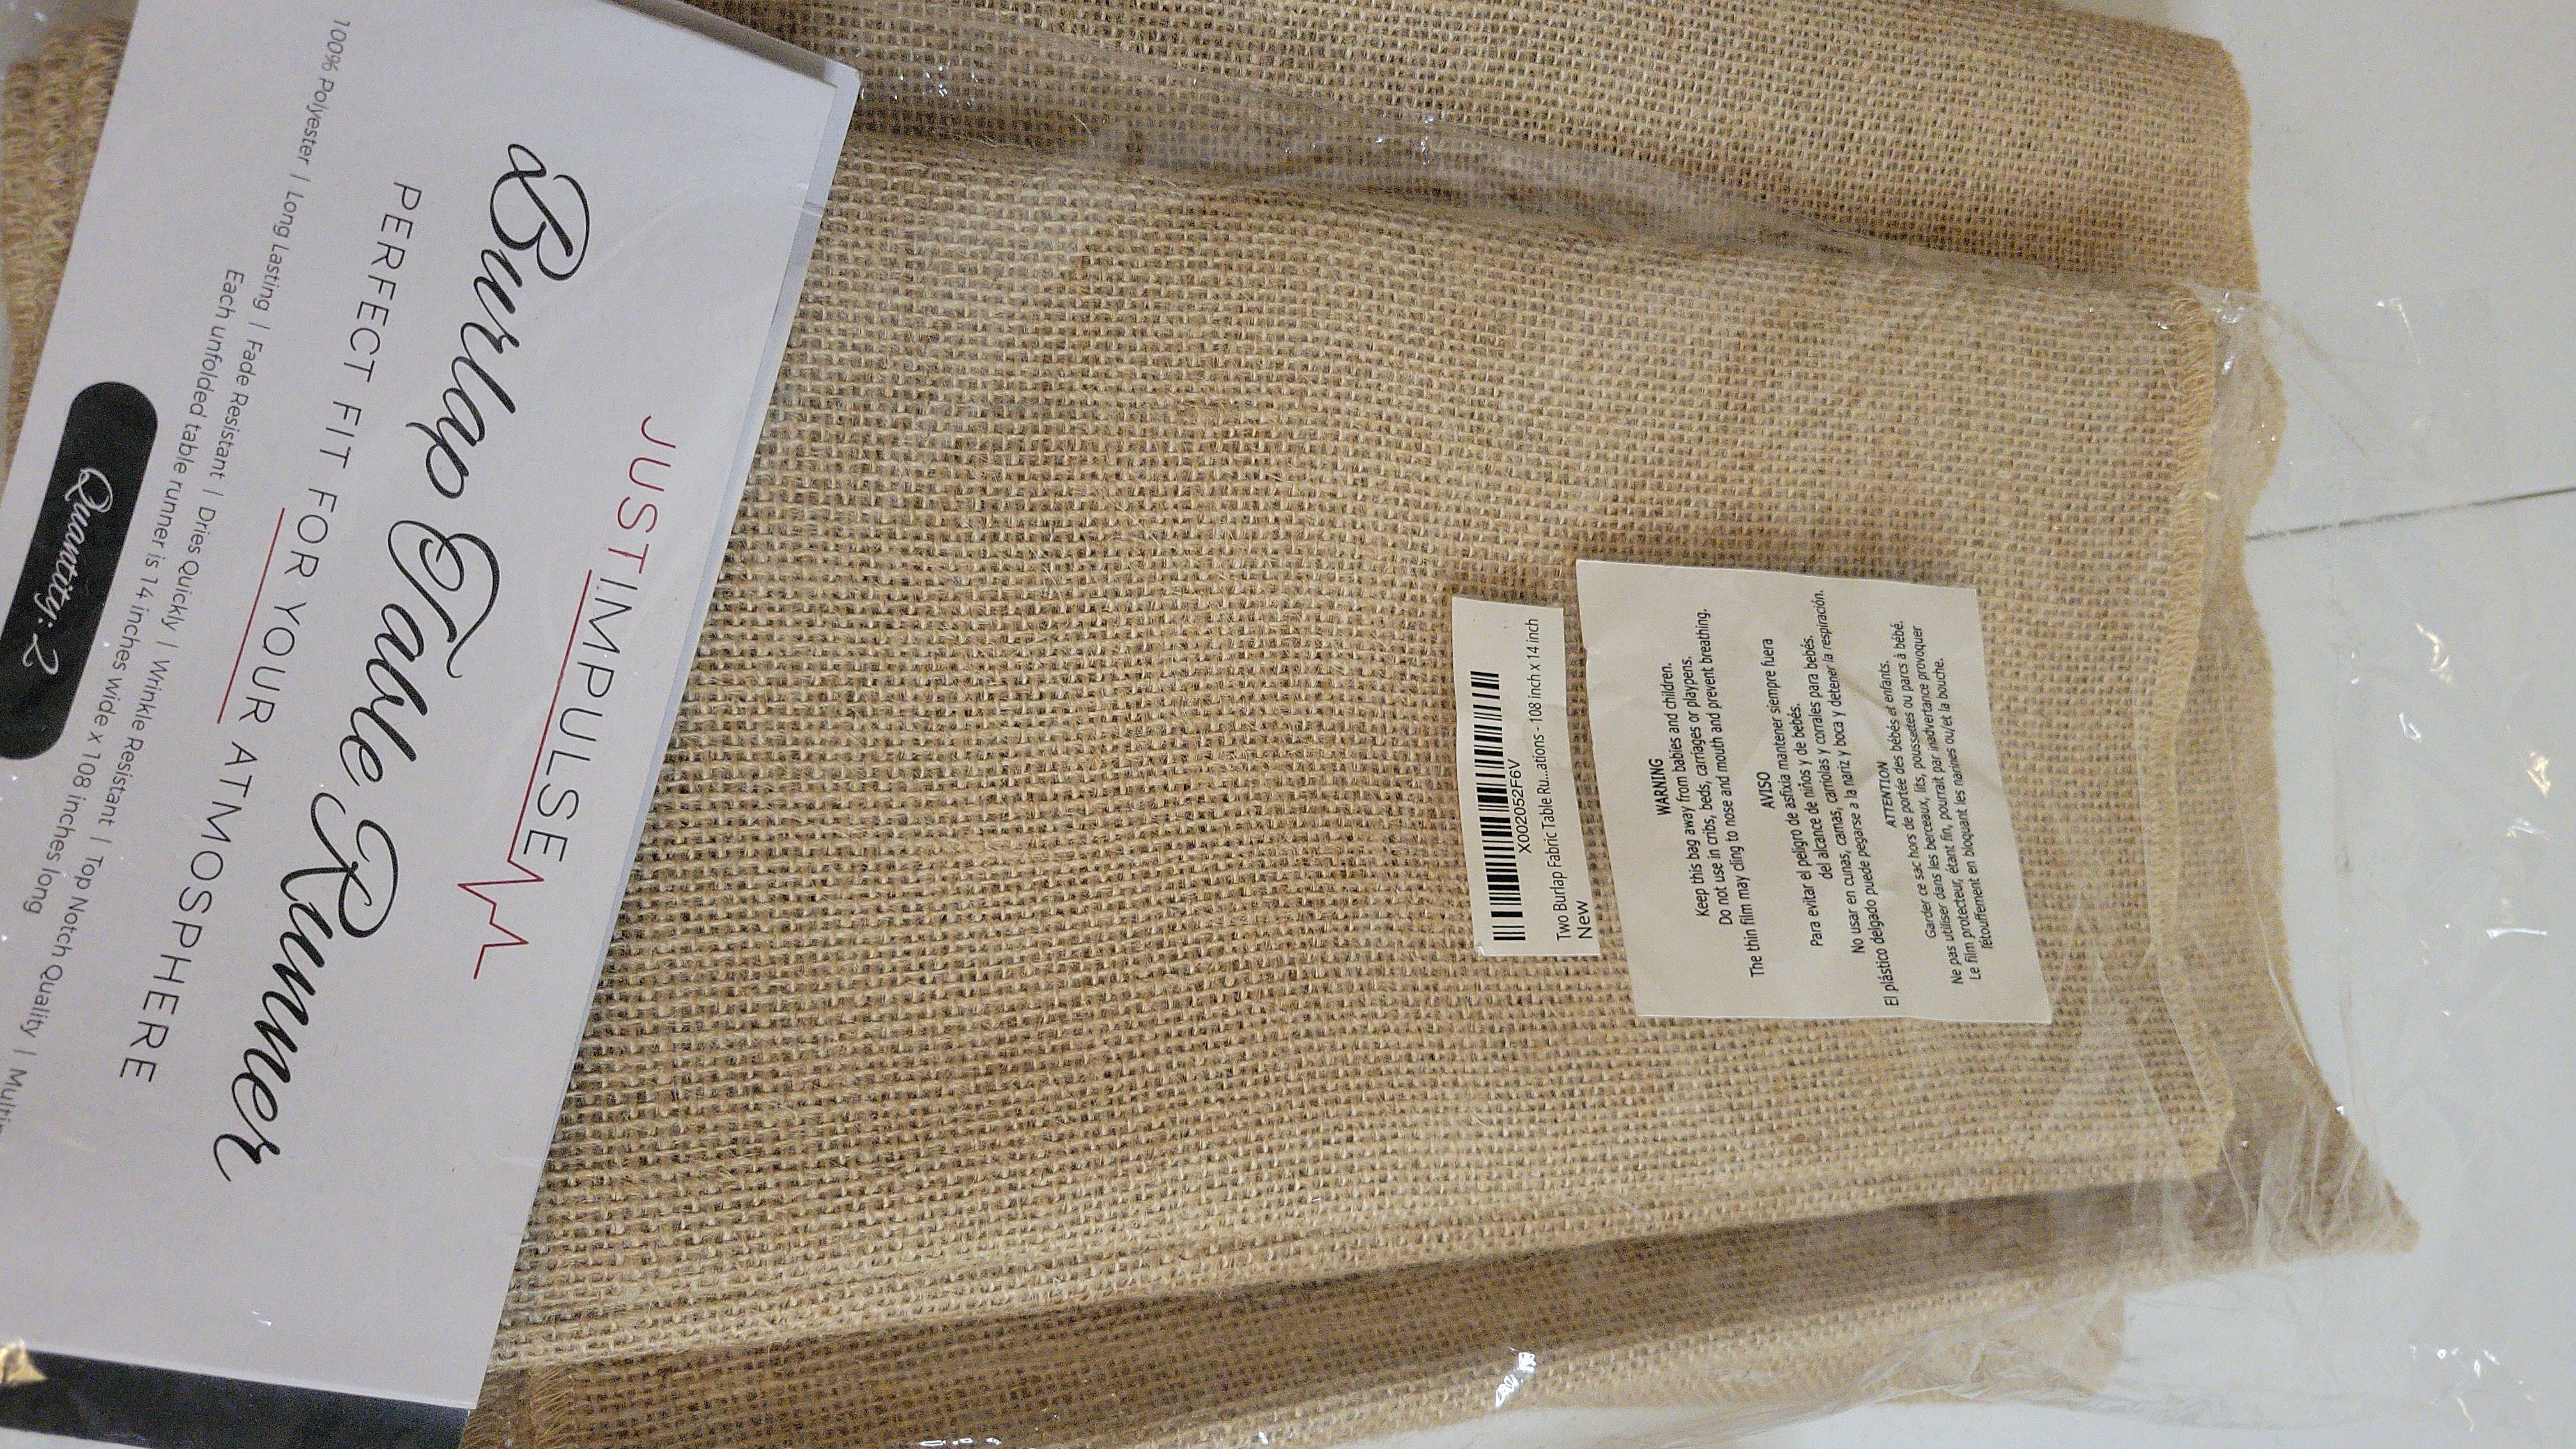 JUSTIMPULSE
Burlap Table Runner
PERFECT FIT FOR YOUR ATMOSPHERE
100% Polyester | Long Lasting | Fade Resistant | Dries Quickly | Wrinkle Resistant | Top Notch Quality |
Each unfolded table runner is 14 inches wide x 108 inches long
Quantity: 2
X002052F6V
Two Burlap Fabric Table Ru...ations - 108 inch x 14 inch
New
WARNING
Keep this bag away from babies and children.
Do not use in cribs, beds, carriages or playpens.
The thin film may cling to nose and mouth and prevent breathing.
AVISO
Para evitar el peligro de asfixia mantener siempre fuera
del alcance de niños y de bebés.
No usar en cunas, camas, carriolas y corrales para bebés.
El plástico delgado puede pegarse a la nariz y boca y detener la respiración.
ATTENTION
Garder ce sac hors de portée des bébés et enfants.
Ne pas utiliser dans les berceaux, lits, poussettes ou parcs à bébé.
Le film protecteur, étant fin, pourrait par inadvertance provoquer
l'étouffement en bloquant les narines ou/et la bouche.